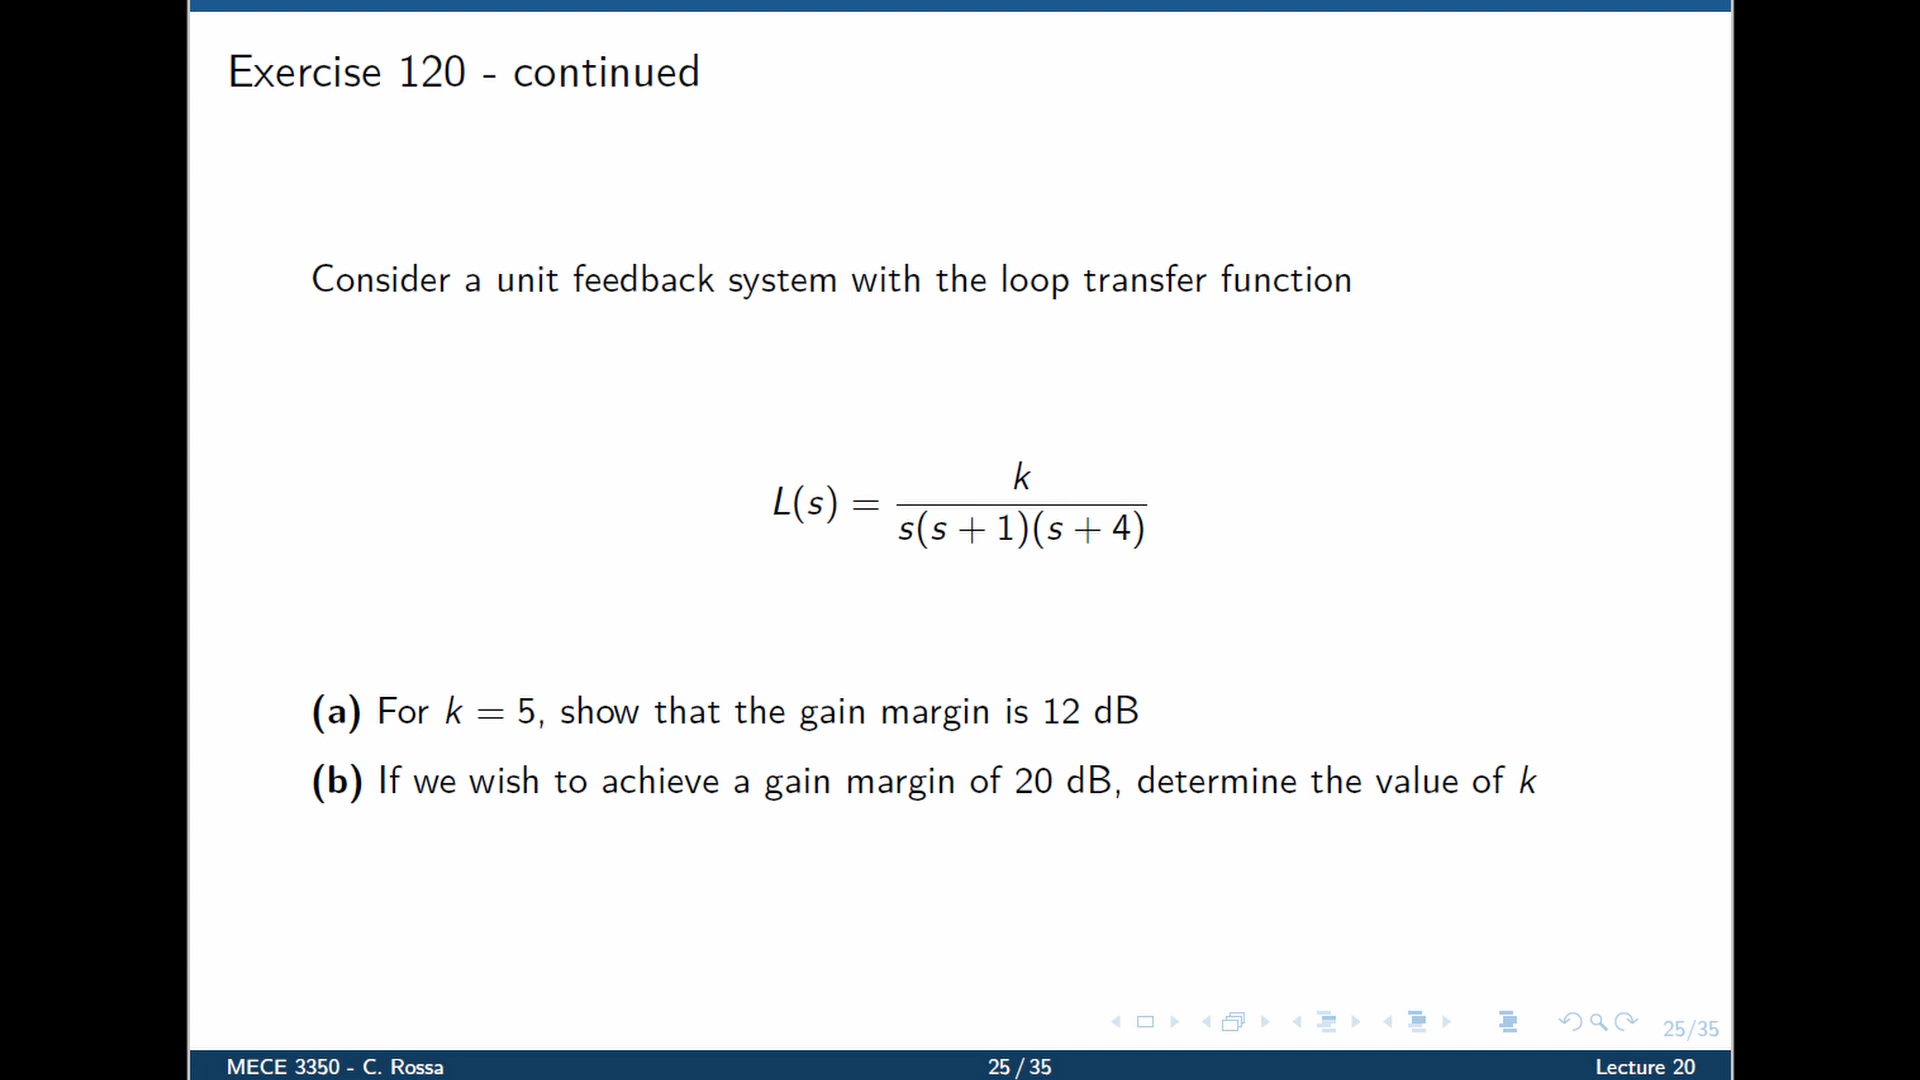 Exercise 120 - continued
Consider a unit feedback system with the loop transfer function
L(s) = k / s(s + 1)(s + 4)
(a) For k = 5, show that the gain margin is 12 dB
(b) If we wish to achieve a gain margin of 20 dB, determine the value of k
25/35
MECE 3350 - C. Rossa 25 / 35 Lecture 20